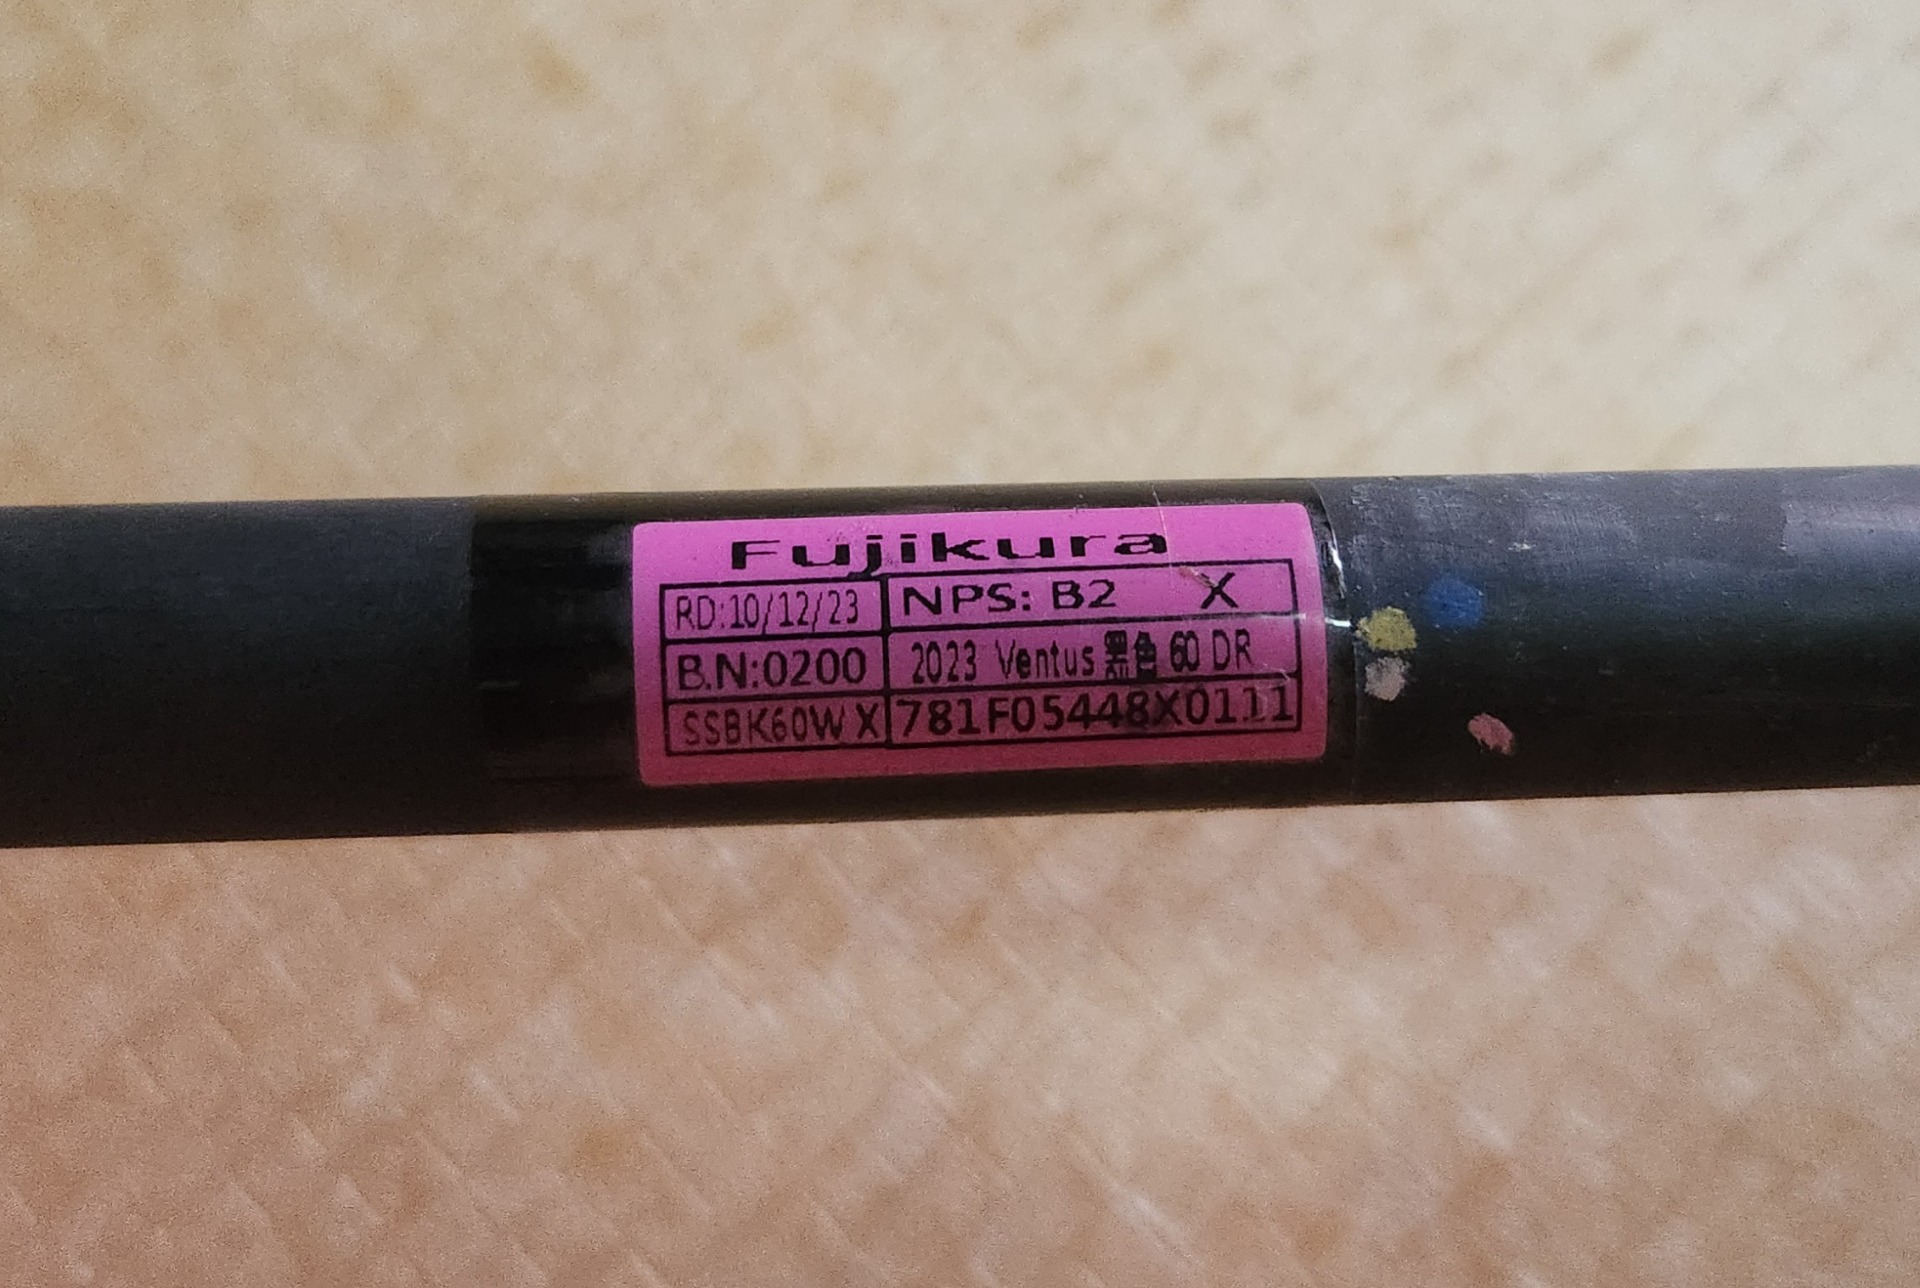 Fujikura
RD:10/12/23 NPS: B2 X
B.N:0200 2023 Ventus 黑色 60 DR
SSBK60W X 781F05448X0111